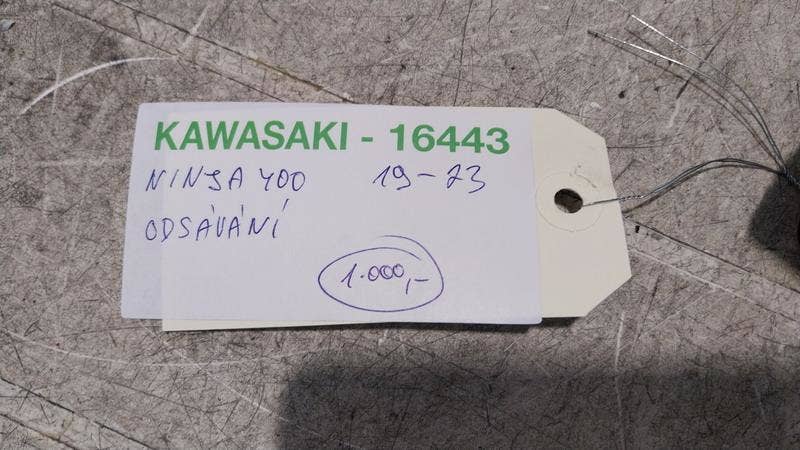 KAWASAKI - 16443
NINJA 400 19-23
ODSÁVÁNÍ
1.000,-